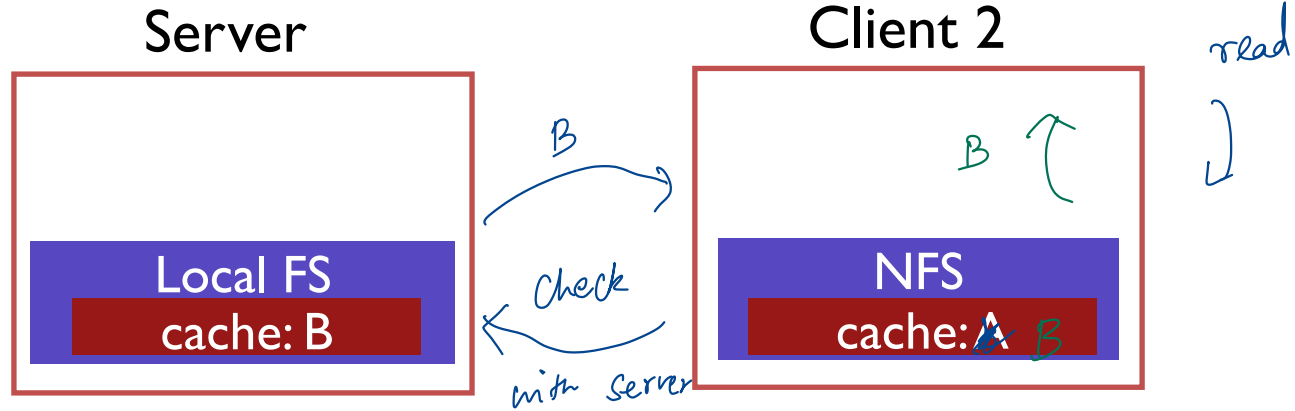 Server
Client 2
read
B
B
Local FS
cache: B
Check
with server
NFS
cache: A B